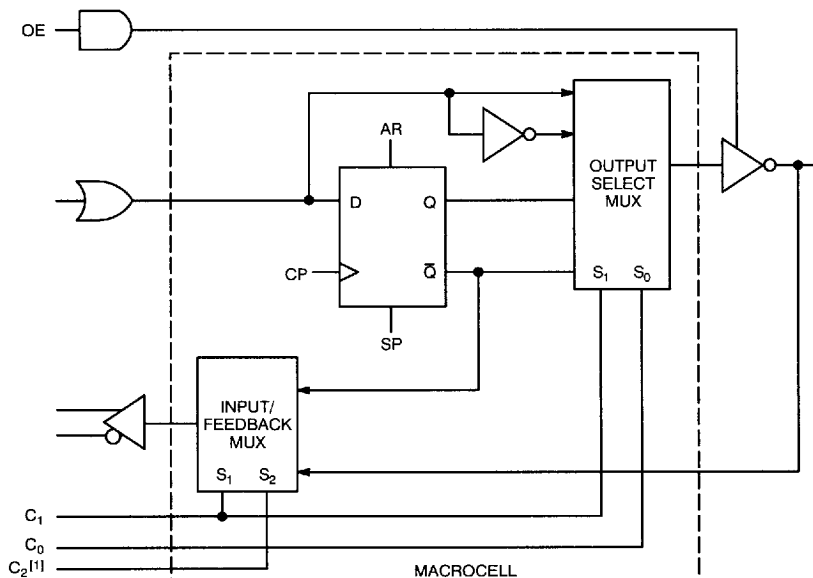 OE
AR
OUTPUT
SELECT
MUX
D
Q
CP
Q̅
S₁
S₀
SP
INPUT/
FEEDBACK
MUX
S₁
S₂
C₁
C₀
C₂[1]
MACROCELL